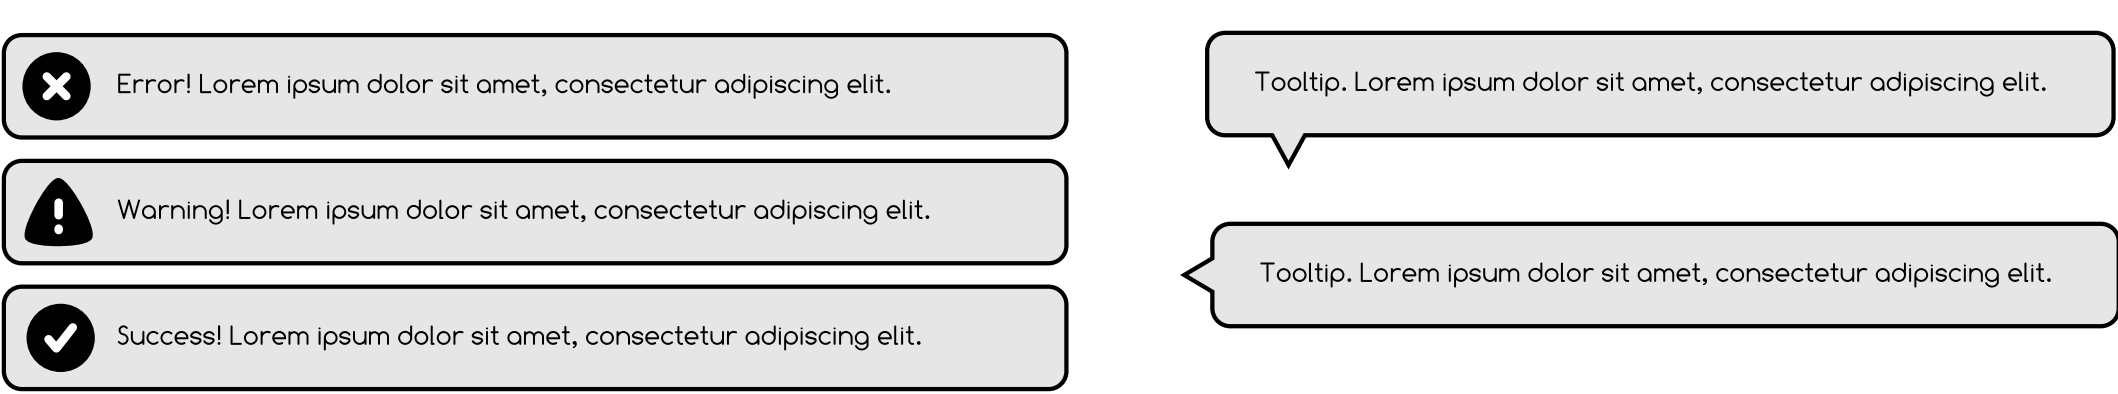 Error! Lorem ipsum dolor sit amet, consectetur adipiscing elit.
Warning! Lorem ipsum dolor sit amet, consectetur adipiscing elit.
Success! Lorem ipsum dolor sit amet, consectetur adipiscing elit.
Tooltip. Lorem ipsum dolor sit amet, consectetur adipiscing elit.
Tooltip. Lorem ipsum dolor sit amet, consectetur adipiscing elit.